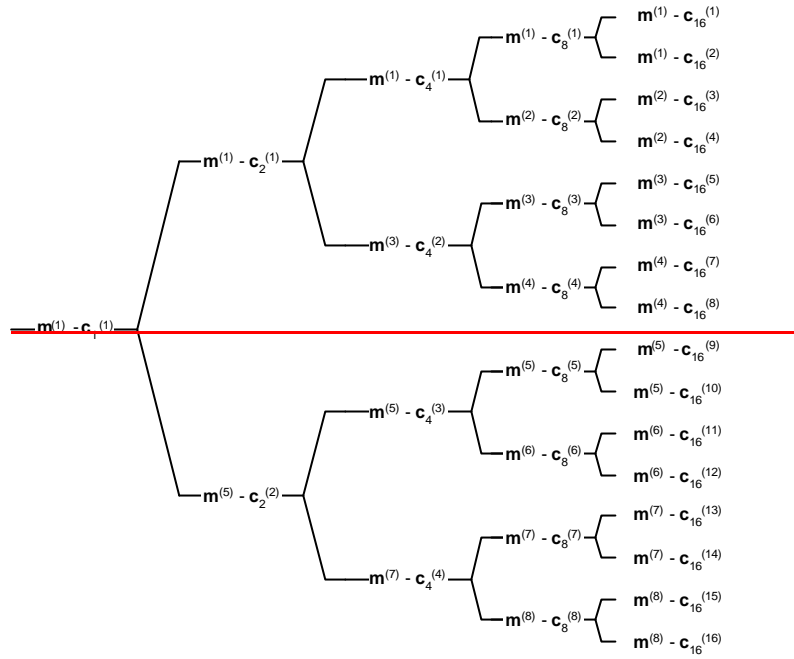 m(1) - c1(1)
m(1) - c2(1)
m(5) - c2(2)
m(1) - c4(1)
m(3) - c4(2)
m(5) - c4(3)
m(7) - c4(4)
m(1) - c8(1)
m(2) - c8(2)
m(3) - c8(3)
m(4) - c8(4)
m(5) - c8(5)
m(6) - c8(6)
m(7) - c8(7)
m(8) - c8(8)
m(1) - c16(1)
m(1) - c16(2)
m(2) - c16(3)
m(2) - c16(4)
m(3) - c16(5)
m(3) - c16(6)
m(4) - c16(7)
m(4) - c16(8)
m(5) - c16(9)
m(5) - c16(10)
m(6) - c16(11)
m(6) - c16(12)
m(7) - c16(13)
m(7) - c16(14)
m(8) - c16(15)
m(8) - c16(16)